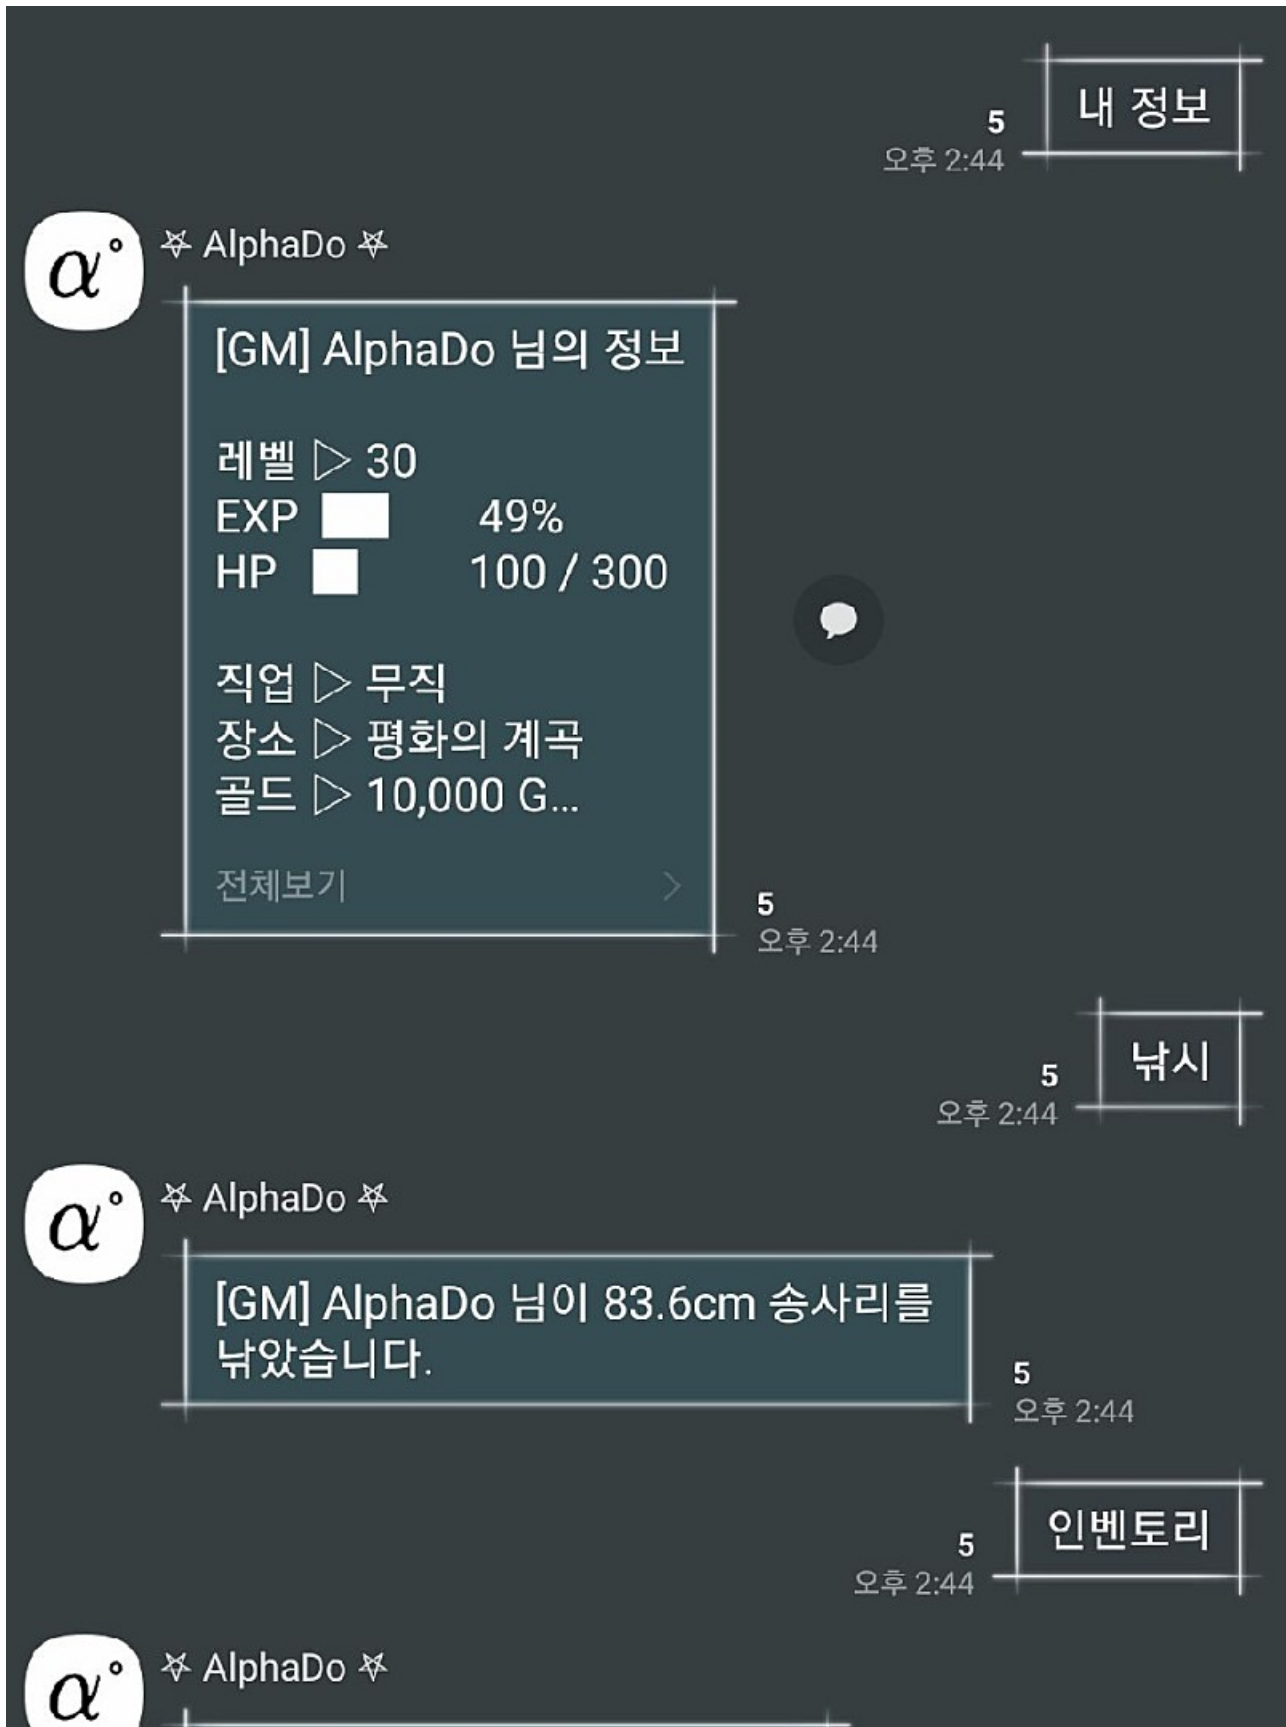 내 정보
5
오후 2:44
α°
⛧ AlphaDo ⛧
[GM] AlphaDo 님의 정보
레벨 ▷ 30
EXP 49%
HP 100 / 300
직업 ▷ 무직
장소 ▷ 평화의 계곡
골드 ▷ 10,000 G...
전체보기 >
5
오후 2:44
낚시
5
오후 2:44
α°
⛧ AlphaDo ⛧
[GM] AlphaDo 님이 83.6cm 송사리를
낚았습니다.
5
오후 2:44
인벤토리
5
오후 2:44
α°
⛧ AlphaDo ⛧